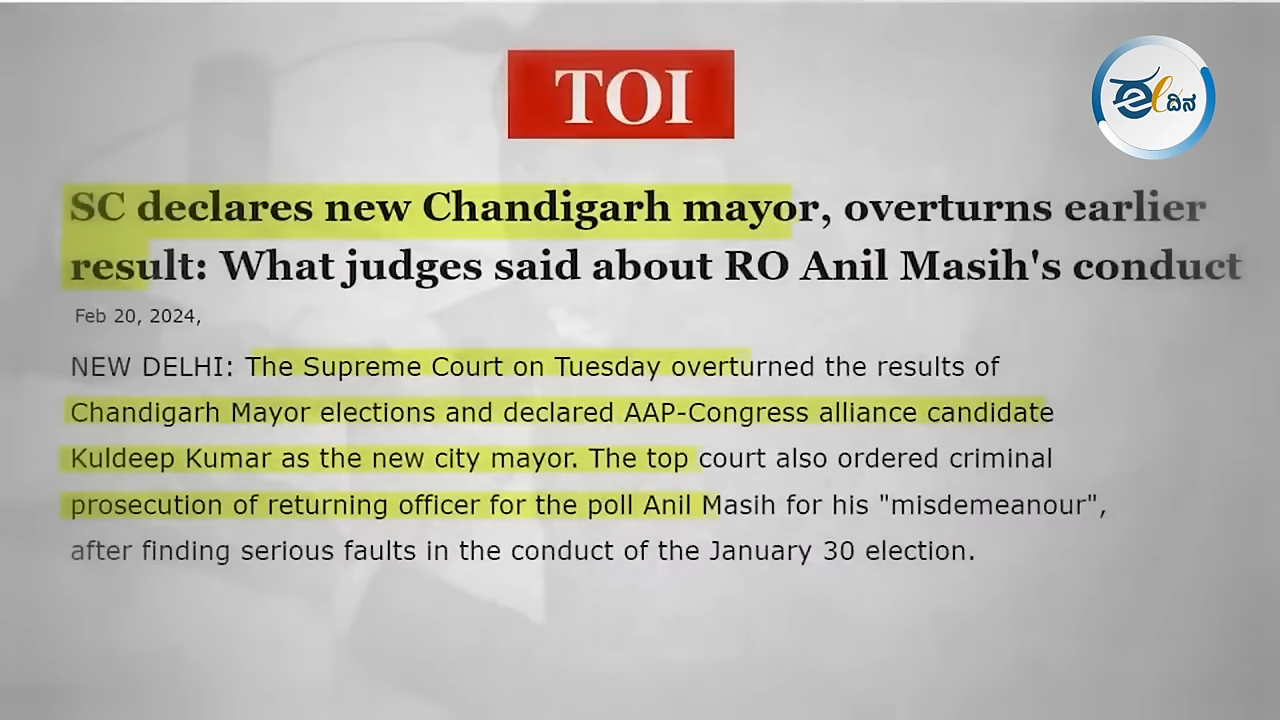 TOI
ಈದಿನ
SC declares new Chandigarh mayor, overturns earlier
result: What judges said about RO Anil Masih's conduct
Feb 20, 2024,
NEW DELHI: The Supreme Court on Tuesday overturned the results of
Chandigarh Mayor elections and declared AAP-Congress alliance candidate
Kuldeep Kumar as the new city mayor. The top court also ordered criminal
prosecution of returning officer for the poll Anil Masih for his "misdemeanour",
after finding serious faults in the conduct of the January 30 election.